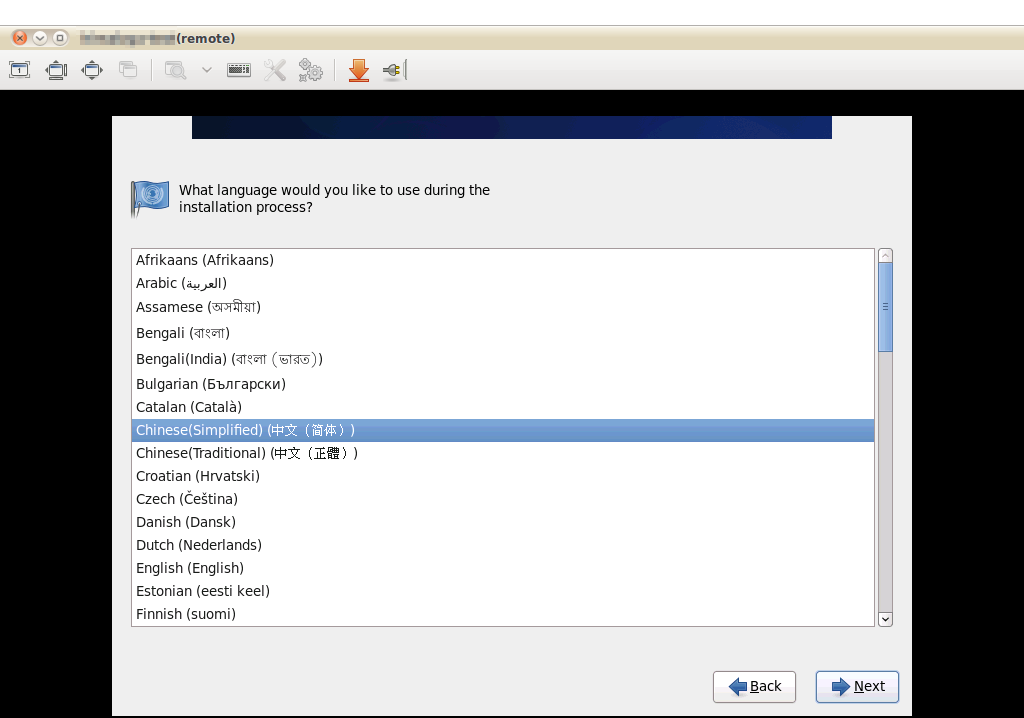 (remote)
What language would you like to use during the
installation process?
Afrikaans (Afrikaans)
Arabic (العربية)
Assamese (অসমীয়া)
Bengali (বাংলা)
Bengali(India) (বাংলা (ভারত))
Bulgarian (Български)
Catalan (Català)
Chinese(Simplified) (中文（简体）)
Chinese(Traditional) (中文（正體）)
Croatian (Hrvatski)
Czech (Čeština)
Danish (Dansk)
Dutch (Nederlands)
English (English)
Estonian (eesti keel)
Finnish (suomi)
Back
Next